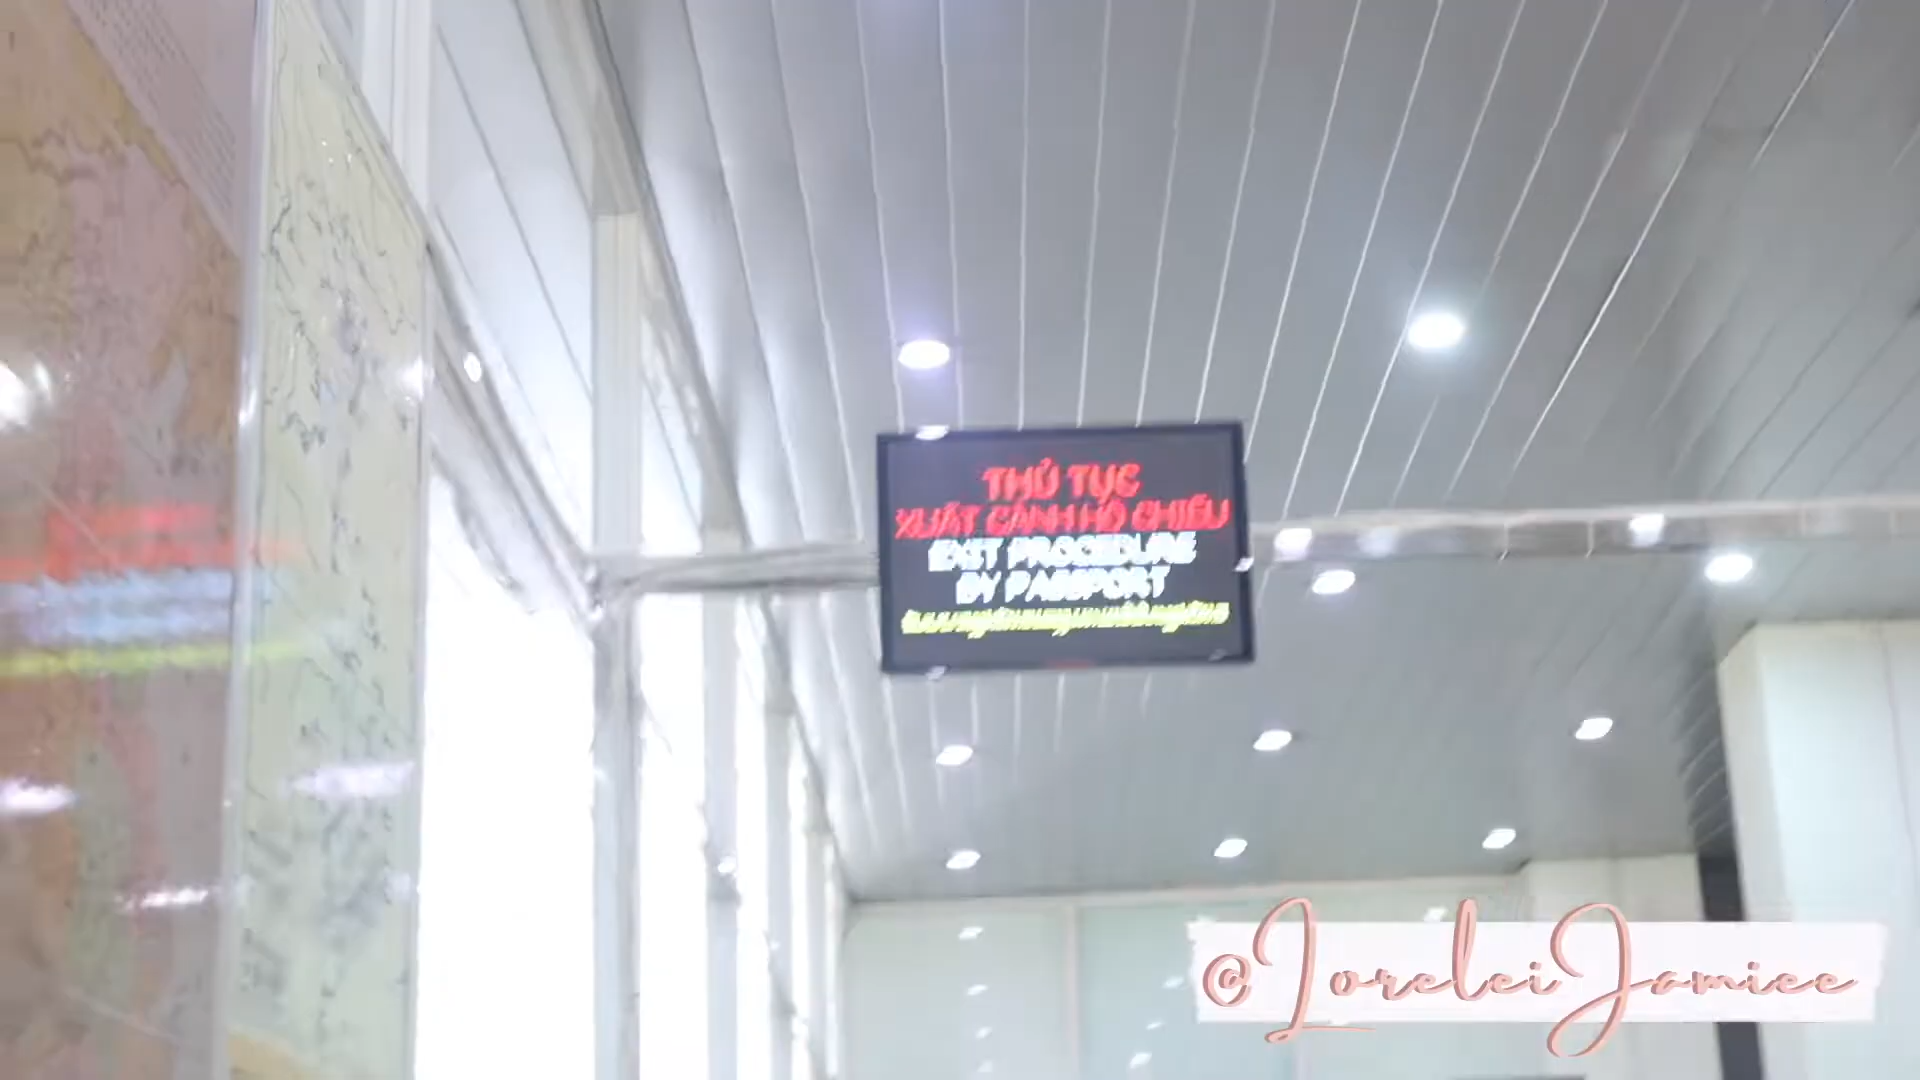 THỦ TỤC
XUẤT CẢNH HỘ CHIẾU
EXIT PROCEDURE
BY PASSPORT
@LoreleiJamiee